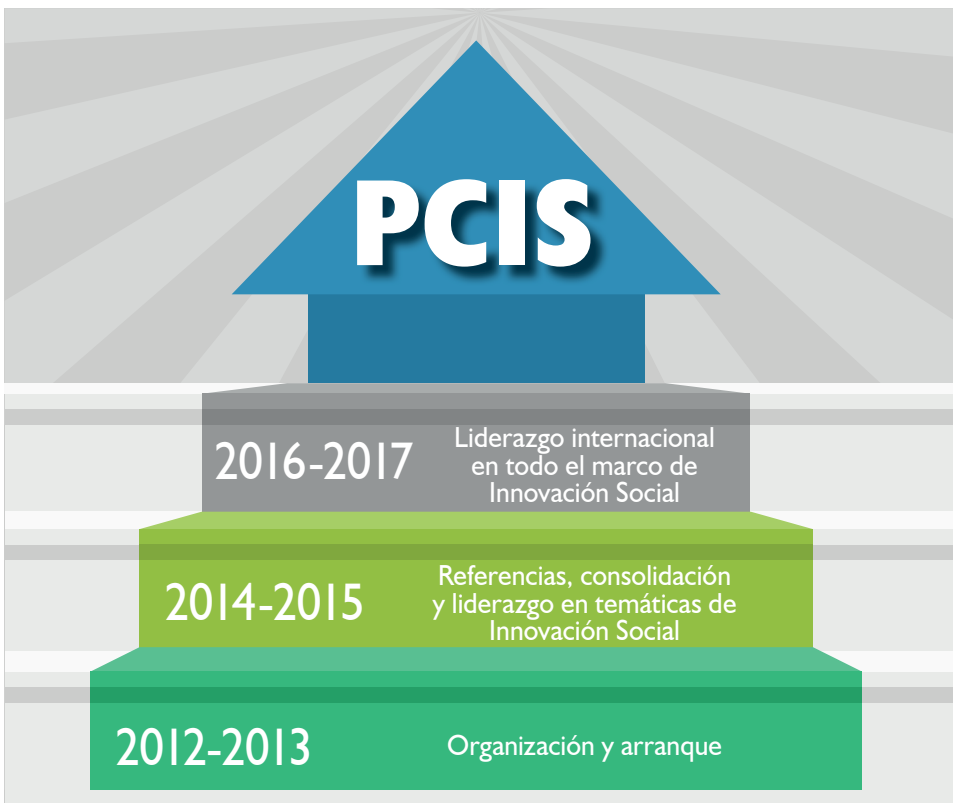 PCIS
2016-2017
Liderazgo internacional
en todo el marco de
Innovación Social
2014-2015
Referencias, consolidación
y liderazgo en temáticas de
Innovación Social
2012-2013
Organización y arranque